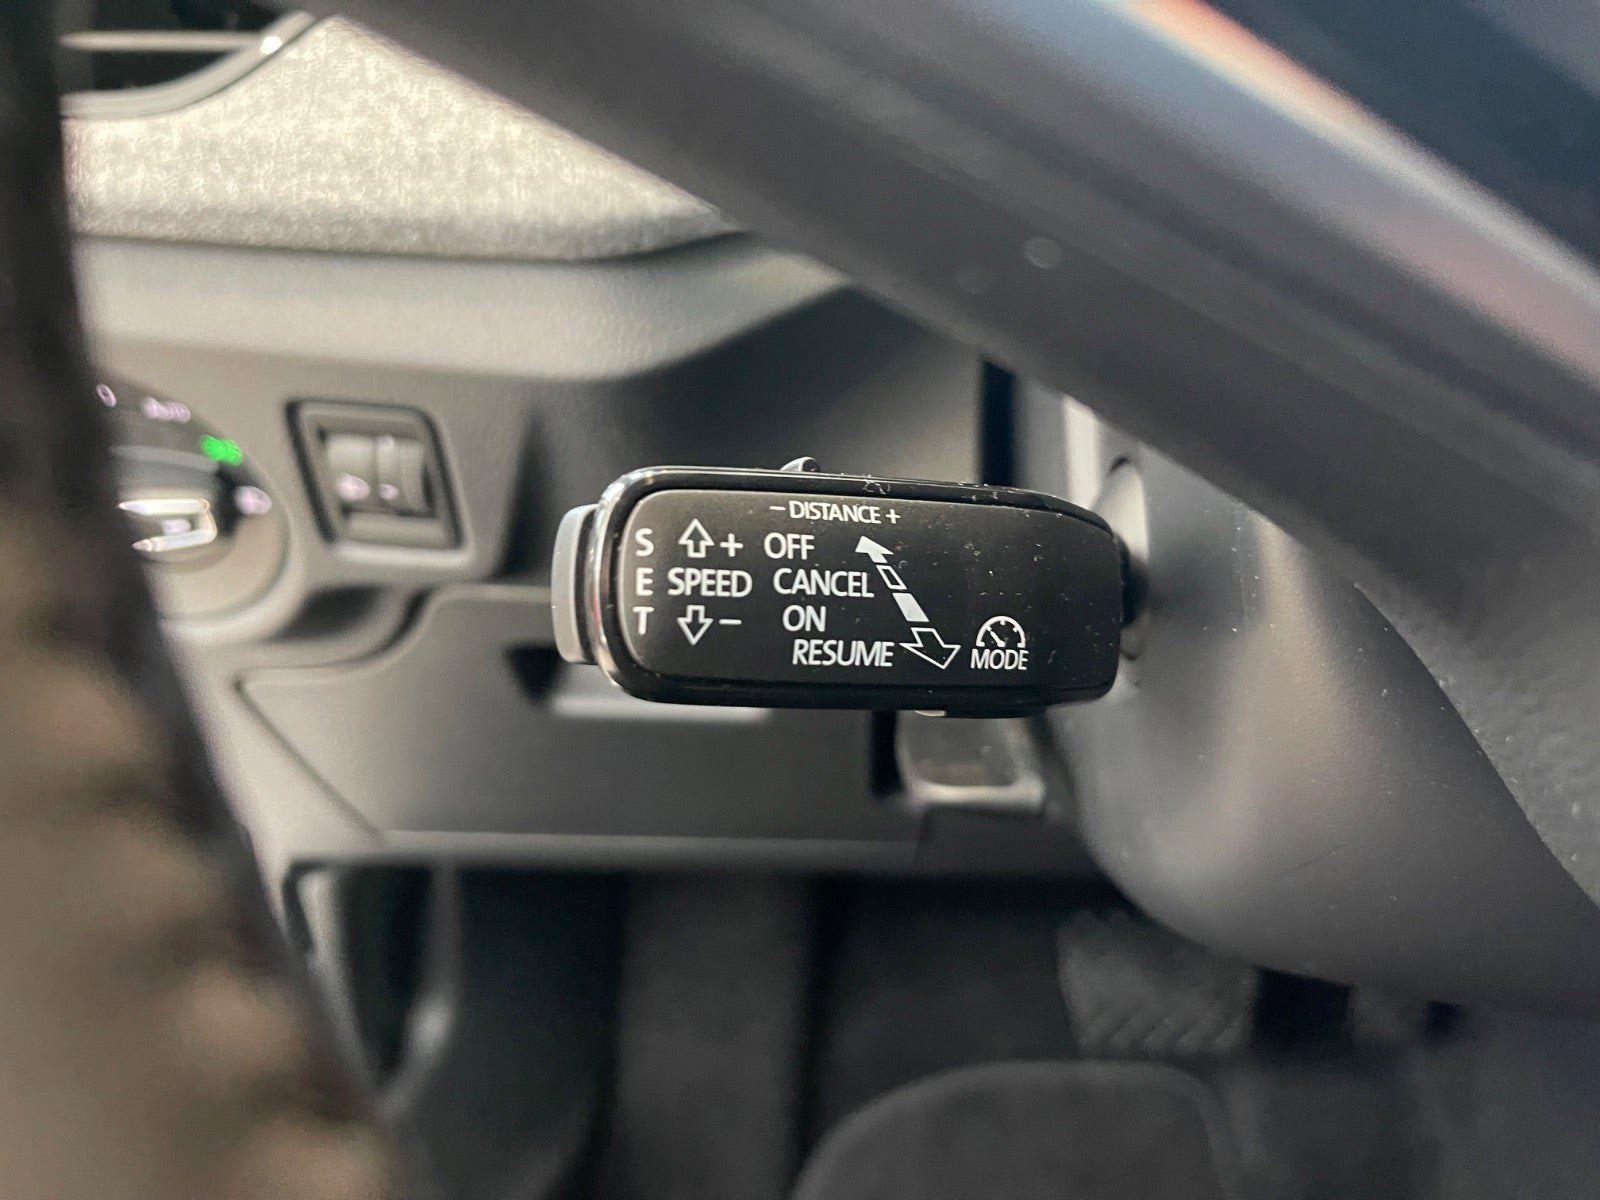 - DISTANCE +
S + OFF
E SPEED CANCEL
T - ON
RESUME
MODE